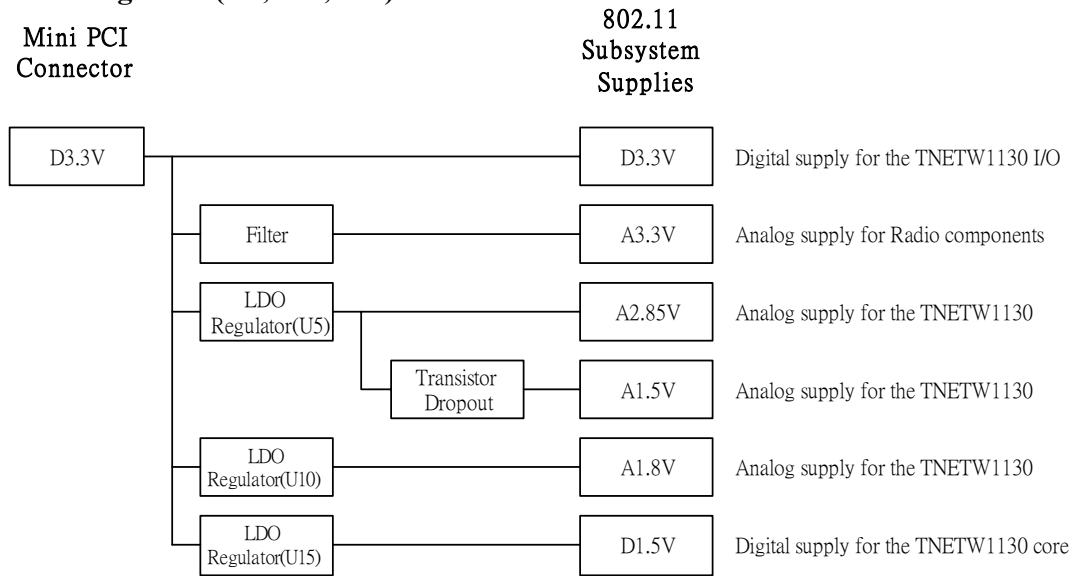 Mini PCI
Connector
802.11
Subsystem
Supplies
D3.3V
D3.3V
Digital supply for the TNETW1130 I/O
Filter
A3.3V
Analog supply for Radio components
LDO
Regulator(U5)
A2.85V
Analog supply for the TNETW1130
Transistor
Dropout
A1.5V
Analog supply for the TNETW1130
LDO
Regulator(U10)
A1.8V
Analog supply for the TNETW1130
LDO
Regulator(U15)
D1.5V
Digital supply for the TNETW1130 core